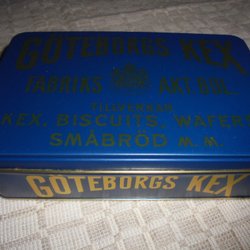 GÖTEBORGS KEX
FABRIKS AKT. BOL.
TILLVERKAR
KEX, BISCUITS, WAFERS
SMÅBRÖD M.M.
GÖTEBORGS KEX